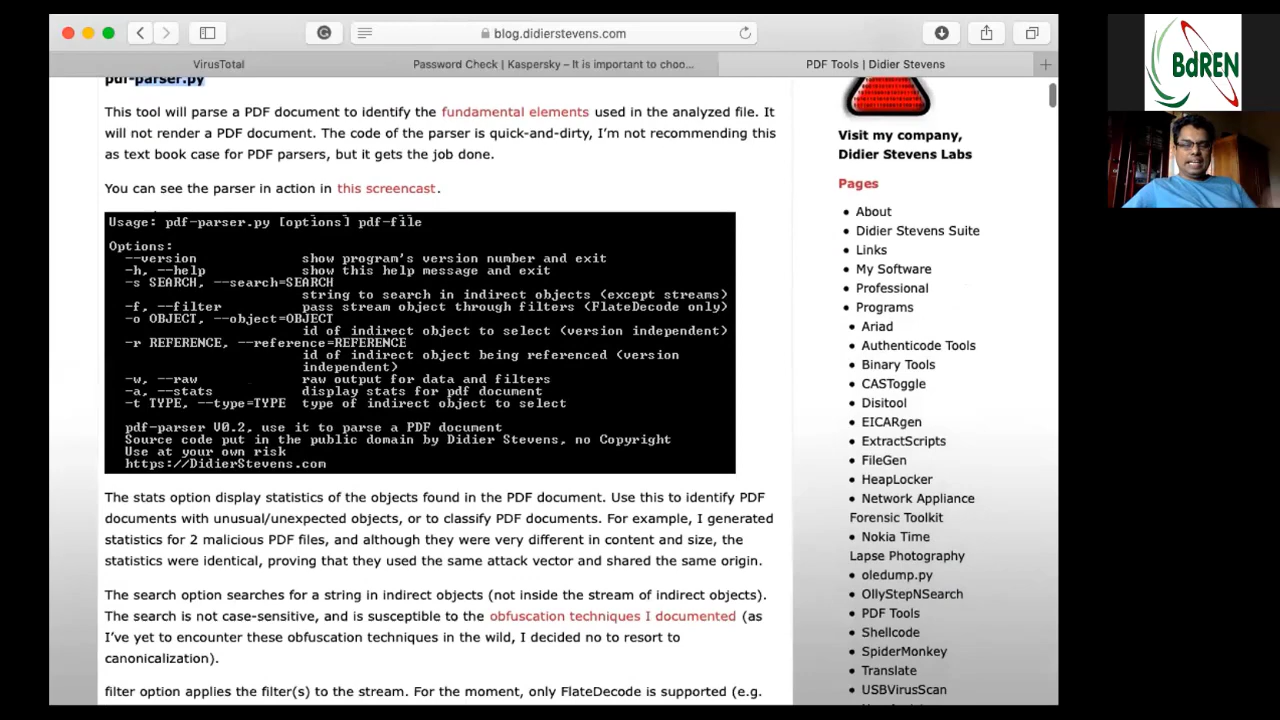 blog.didierstevens.com
VirusTotal
Password Check | Kaspersky – It is important to choo...
PDF Tools | Didier Stevens
pdf-parser.py
This tool will parse a PDF document to identify the fundamental elements used in the analyzed file. It
will not render a PDF document. The code of the parser is quick-and-dirty, I'm not recommending this
as text book case for PDF parsers, but it gets the job done.
You can see the parser in action in this screencast.
Usage: pdf-parser.py [options] pdf-file
Options:
--version show program's version number and exit
-h, --help show this help message and exit
-s SEARCH, --search=SEARCH
string to search in indirect objects (except streams)
-f, --filter pass stream object through filters (FlateDecode only)
-o OBJECT, --object=OBJECT
id of indirect object to select (version independent)
-r REFERENCE, --reference=REFERENCE
id of indirect object being referenced (version
independent)
-w, --raw raw output for data and filters
-a, --stats display stats for pdf document
-t TYPE, --type=TYPE type of indirect object to select
pdf-parser V0.2, use it to parse a PDF document
Source code put in the public domain by Didier Stevens, no Copyright
Use at your own risk
https://DidierStevens.com
The stats option display statistics of the objects found in the PDF document. Use this to identify PDF
documents with unusual/unexpected objects, or to classify PDF documents. For example, I generated
statistics for 2 malicious PDF files, and although they were very different in content and size, the
statistics were identical, proving that they used the same attack vector and shared the same origin.
The search option searches for a string in indirect objects (not inside the stream of indirect objects).
The search is not case-sensitive, and is susceptible to the obfuscation techniques I documented (as
I've yet to encounter these obfuscation techniques in the wild, I decided no to resort to
canonicalization).
filter option applies the filter(s) to the stream. For the moment, only FlateDecode is supported (e.g.
Visit my company,
Didier Stevens Labs
Pages
About
Didier Stevens Suite
Links
My Software
Professional
Programs
Ariad
Authenticode Tools
Binary Tools
CASToggle
Disitool
EICARgen
ExtractScripts
FileGen
HeapLocker
Network Appliance
Forensic Toolkit
Nokia Time
Lapse Photography
oledump.py
OllyStepNSearch
PDF Tools
Shellcode
SpiderMonkey
Translate
USBVirusScan
BdREN